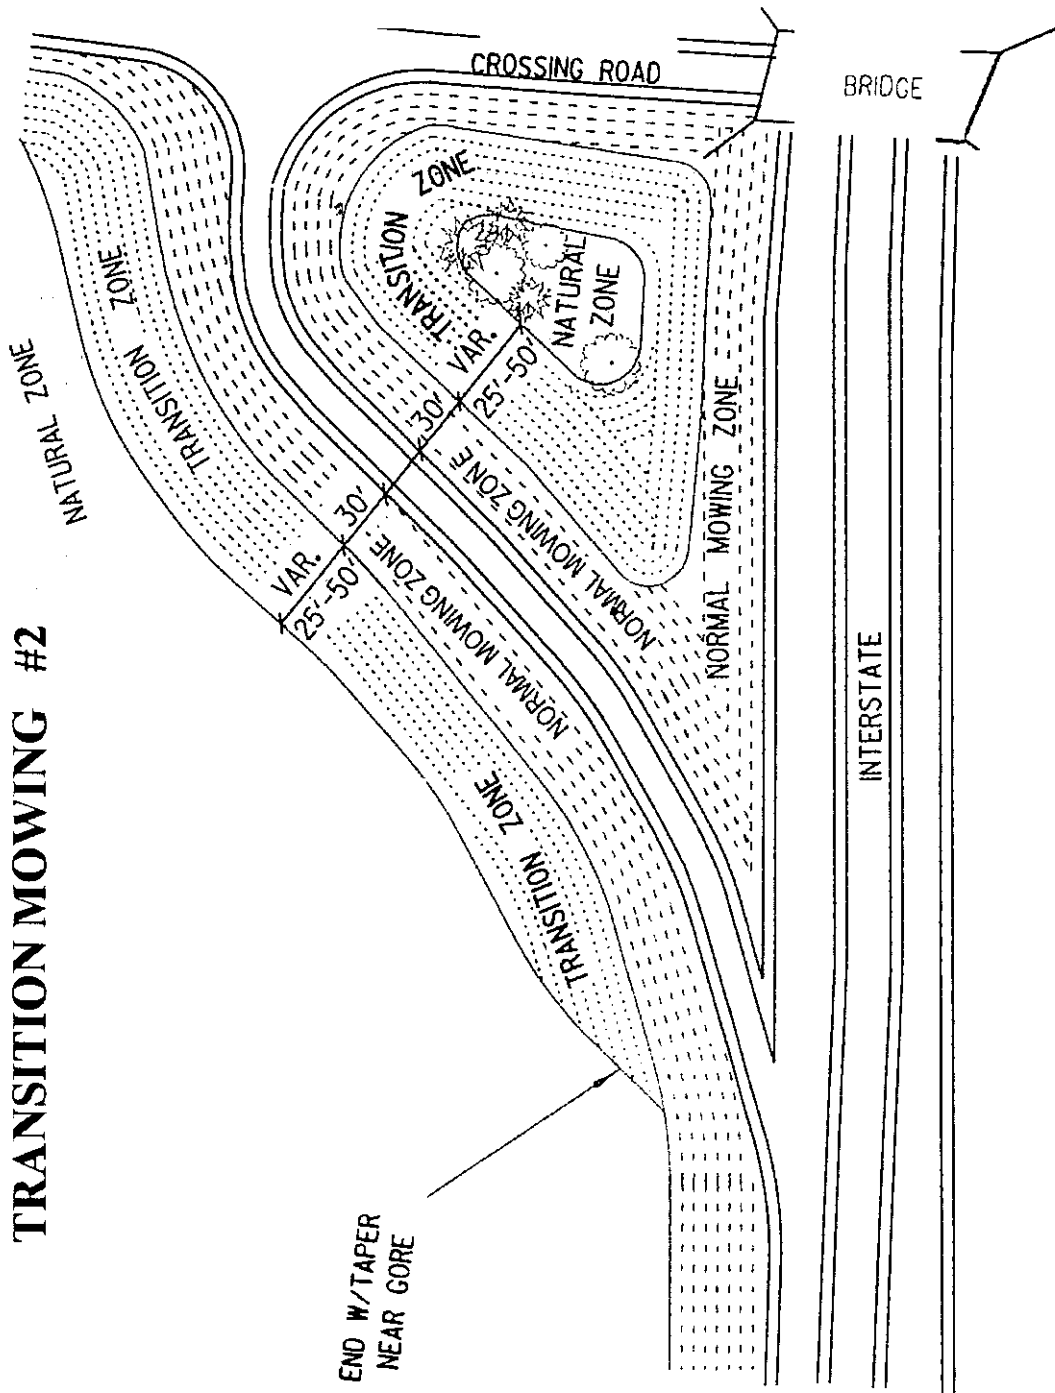 TRANSITION MOWING #2
NATURAL ZONE
TRANSITION ZONE
CROSSING ROAD
BRIDGE
TRANSITION ZONE
NATURAL
ZONE
VAR.
25'-50'
30'
30'
VAR.
25'-50'
NORMAL MOWING ZONE
NORMAL MOWING ZONE
NORMAL MOWING ZONE
TRANSITION ZONE
INTERSTATE
END W/TAPER
NEAR GORE